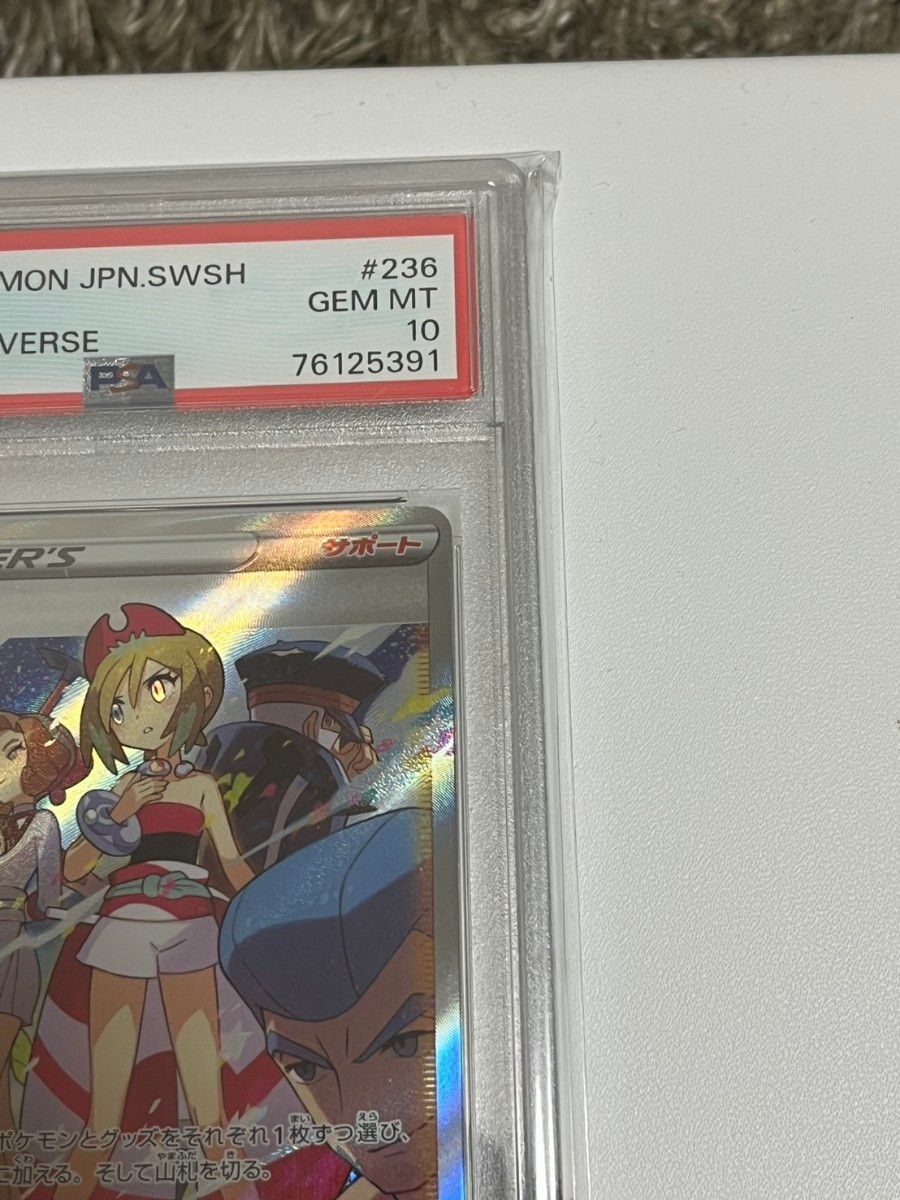 MON JPN.SWSH #236
GEM MT
VERSE 10
PSA 76125391
ER'S サポート
ポケモンとグッズをそれぞれ1枚ずつ選び、
に加える。そして山札を切る。